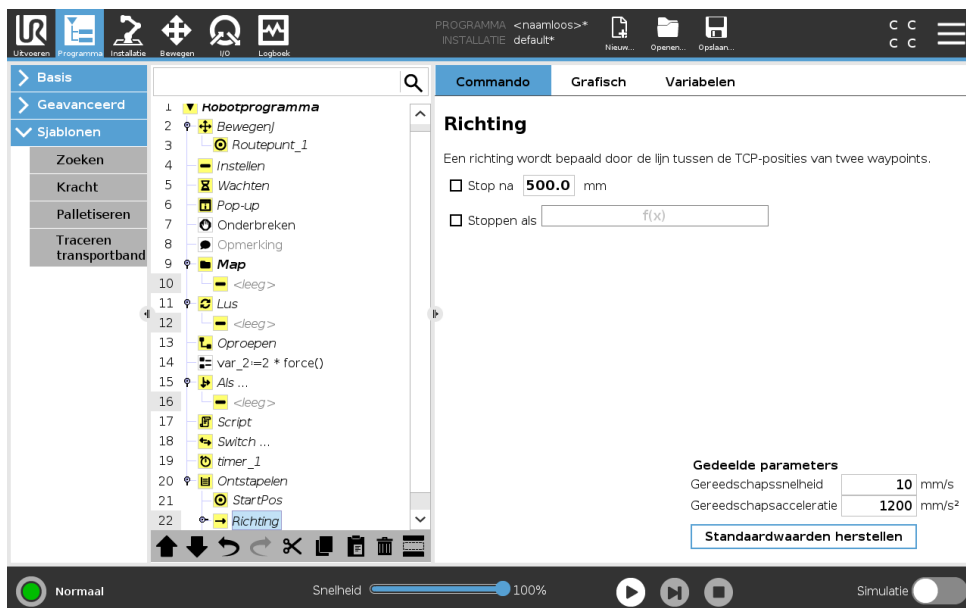 PROGRAMMA <naamloos>*
INSTALLATIE default*
Uitvoeren Programma Installatie Bewegen I/O Logboek
Nieuw... Openen... Opslaan...
C C
C C
Basis
Geavanceerd
Sjablonen
Zoeken
Kracht
Palletiseren
Traceren
transportband
1 Robotprogramma
2 BewegenJ
3 Routepunt_1
4 Instellen
5 Wachten
6 Pop-up
7 Onderbreken
8 Opmerking
9 Map
10 <leeg>
11 Lus
12 <leeg>
13 Oproepen
14 var_2:=2 * force()
15 Als ...
16 <leeg>
17 Script
18 Switch ...
19 timer_1
20 Ontstapelen
21 StartPos
22 Richting
Commando Grafisch Variabelen
Richting
Een richting wordt bepaald door de lijn tussen de TCP-posities van twee waypoints.
Stop na 500.0 mm
Stoppen als f(x)
Gedeelde parameters
Gereedschapssnelheid 10 mm/s
Gereedschapsacceleratie 1200 mm/s²
Standaardwaarden herstellen
Normaal
Snelheid 100%
Simulatie